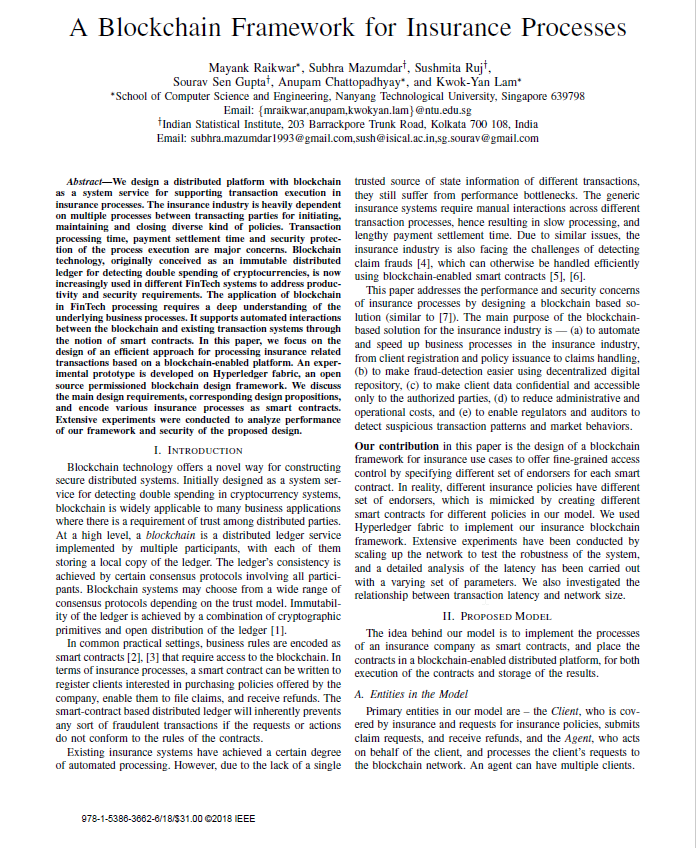 A Blockchain Framework for Insurance Processes
Mayank Raikwar*, Subhra Mazumdar†, Sushmita Ruj†,
Sourav Sen Gupta†, Anupam Chattopadhyay*, and Kwok-Yan Lam*
*School of Computer Science and Engineering, Nanyang Technological University, Singapore 639798
Email: {mraikwar,anupam,kwokyan.lam}@ntu.edu.sg
†Indian Statistical Institute, 203 Barrackpore Trunk Road, Kolkata 700 108, India
Email: subhra.mazumdar1993@gmail.com,sush@isical.ac.in,sg.sourav@gmail.com
Abstract—We design a distributed platform with blockchain
as a system service for supporting transaction execution in
insurance processes. The insurance industry is heavily dependent
on multiple processes between transacting parties for initiating,
maintaining and closing diverse kind of policies. Transaction
processing time, payment settlement time and security protec-
tion of the process execution are major concerns. Blockchain
technology, originally conceived as an immutable distributed
ledger for detecting double spending of cryptocurrencies, is now
increasingly used in different FinTech systems to address produc-
tivity and security requirements. The application of blockchain
in FinTech processing requires a deep understanding of the
underlying business processes. It supports automated interactions
between the blockchain and existing transaction systems through
the notion of smart contracts. In this paper, we focus on the
design of an efficient approach for processing insurance related
transactions based on a blockchain-enabled platform. An exper-
imental prototype is developed on Hyperledger fabric, an open
source permissioned blockchain design framework. We discuss
the main design requirements, corresponding design propositions,
and encode various insurance processes as smart contracts.
Extensive experiments were conducted to analyze performance
of our framework and security of the proposed design.
I. INTRODUCTION
Blockchain technology offers a novel way for constructing
secure distributed systems. Initially designed as a system ser-
vice for detecting double spending in cryptocurrency systems,
blockchain is widely applicable to many business applications
where there is a requirement of trust among distributed parties.
At a high level, a blockchain is a distributed ledger service
implemented by multiple participants, with each of them
storing a local copy of the ledger. The ledger's consistency is
achieved by certain consensus protocols involving all partici-
pants. Blockchain systems may choose from a wide range of
consensus protocols depending on the trust model. Immutabil-
ity of the ledger is achieved by a combination of cryptographic
primitives and open distribution of the ledger [1].
In common practical settings, business rules are encoded as
smart contracts [2], [3] that require access to the blockchain. In
terms of insurance processes, a smart contract can be written to
register clients interested in purchasing policies offered by the
company, enable them to file claims, and receive refunds. The
smart-contract based distributed ledger will inherently prevents
any sort of fraudulent transactions if the requests or actions
do not conform to the rules of the contracts.
Existing insurance systems have achieved a certain degree
of automated processing. However, due to the lack of a single
trusted source of state information of different transactions,
they still suffer from performance bottlenecks. The generic
insurance systems require manual interactions across different
transaction processes, hence resulting in slow processing, and
lengthy payment settlement time. Due to similar issues, the
insurance industry is also facing the challenges of detecting
claim frauds [4], which can otherwise be handled efficiently
using blockchain-enabled smart contracts [5], [6].
This paper addresses the performance and security concerns
of insurance processes by designing a blockchain based so-
lution (similar to [7]). The main purpose of the blockchain-
based solution for the insurance industry is — (a) to automate
and speed up business processes in the insurance industry,
from client registration and policy issuance to claims handling,
(b) to make fraud-detection easier using decentralized digital
repository, (c) to make client data confidential and accessible
only to the authorized parties, (d) to reduce administrative and
operational costs, and (e) to enable regulators and auditors to
detect suspicious transaction patterns and market behaviors.
Our contribution in this paper is the design of a blockchain
framework for insurance use cases to offer fine-grained access
control by specifying different set of endorsers for each smart
contract. In reality, different insurance policies have different
set of endorsers, which is mimicked by creating different
smart contracts for different policies in our model. We used
Hyperledger fabric to implement our insurance blockchain
framework. Extensive experiments have been conducted by
scaling up the network to test the robustness of the system,
and a detailed analysis of the latency has been carried out
with a varying set of parameters. We also investigated the
relationship between transaction latency and network size.
II. PROPOSED MODEL
The idea behind our model is to implement the processes
of an insurance company as smart contracts, and place the
contracts in a blockchain-enabled distributed platform, for both
execution of the contracts and storage of the results.
A. Entities in the Model
Primary entities in our model are – the Client, who is cov-
ered by insurance and requests for insurance policies, submits
claim requests, and receive refunds, and the Agent, who acts
on behalf of the client, and processes the client's requests to
the blockchain network. An agent can have multiple clients.
978-1-5386-3662-6/18/$31.00 ©2018 IEEE